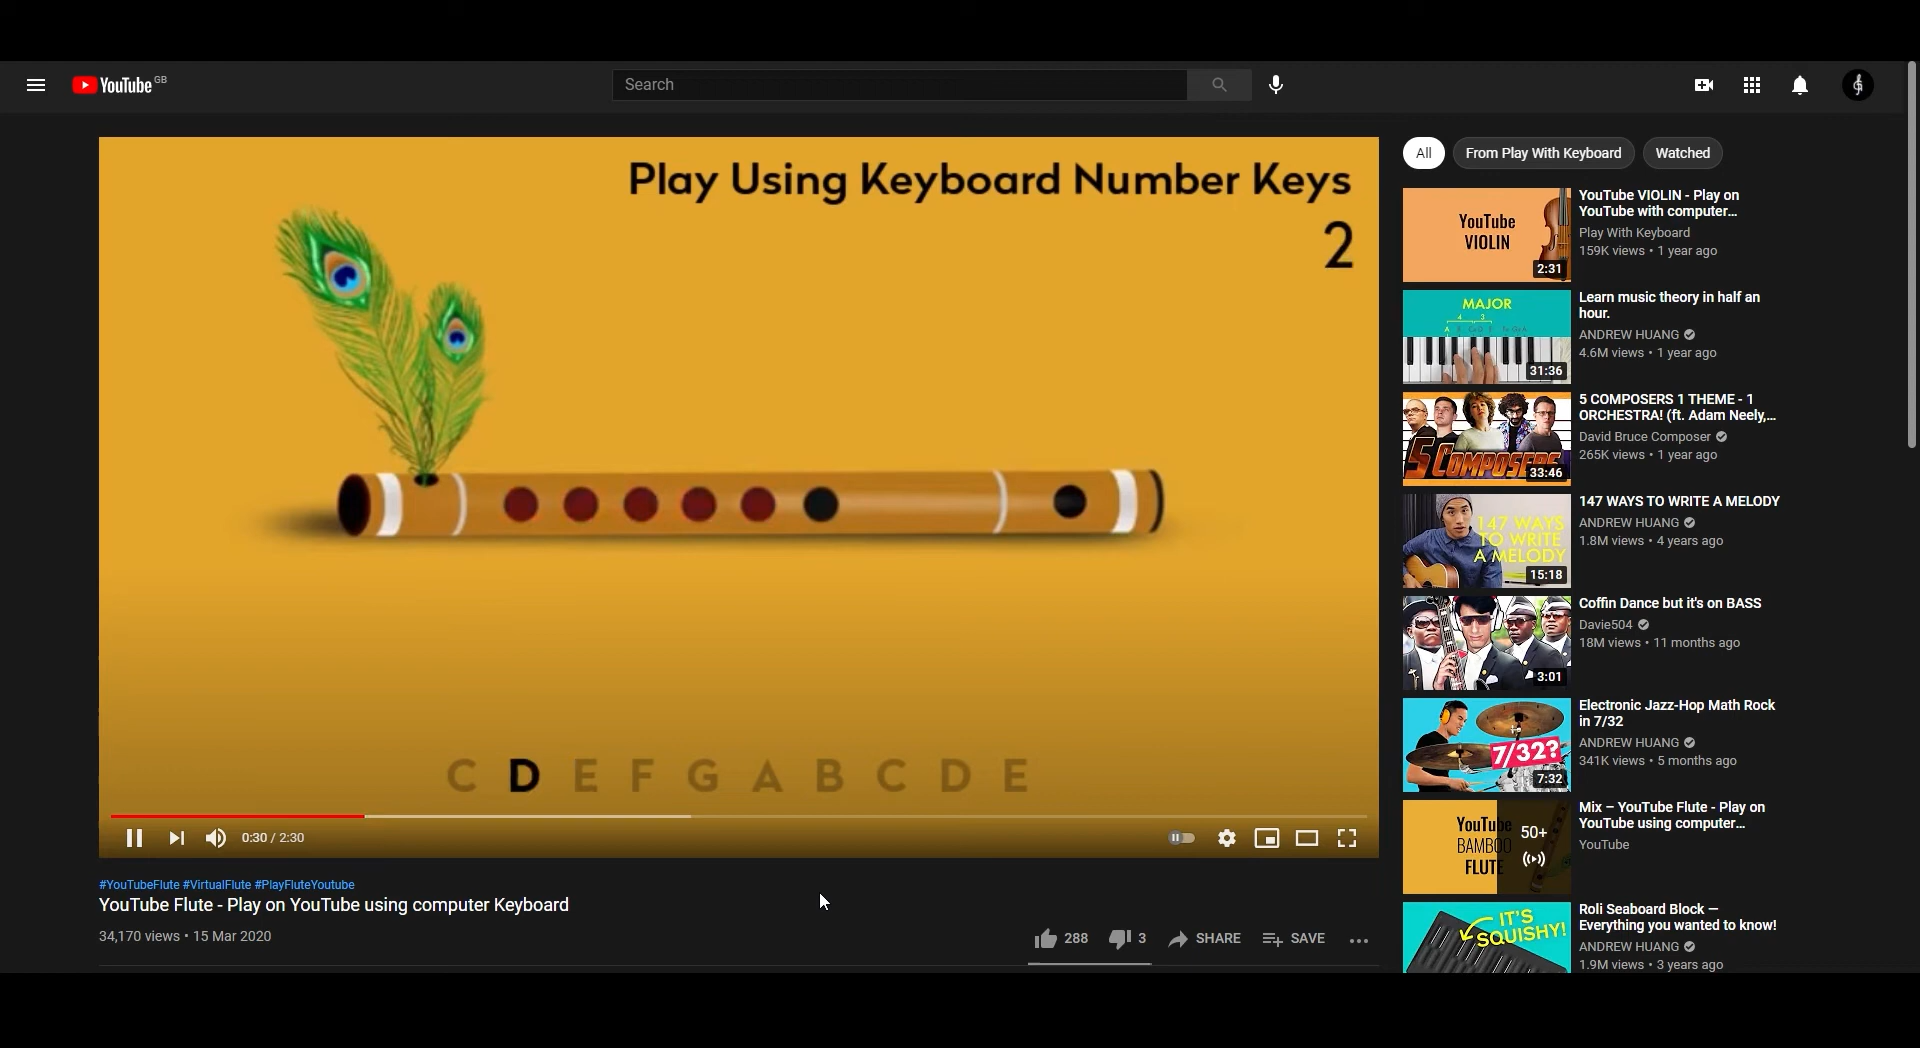 YouTube GB
Search
Play Using Keyboard Number Keys
2
C D E F G A B C D E
0:30 / 2:30
#YouTubeFlute #VirtualFlute #PlayFluteYoutube
YouTube Flute - Play on YouTube using computer Keyboard
34,170 views • 15 Mar 2020
288
3
SHARE
SAVE
All
From Play With Keyboard
Watched
YouTube
VIOLIN
2:31
YouTube VIOLIN - Play on
YouTube with computer...
Play With Keyboard
159K views • 1 year ago
MAJOR
4 3
31:36
Learn music theory in half an
hour.
ANDREW HUANG
4.6M views • 1 year ago
5 COMPOSERS
33:46
5 COMPOSERS 1 THEME - 1
ORCHESTRA! (ft. Adam Neely,...
David Bruce Composer
265K views • 1 year ago
147 WAYS
TO WRITE
A MELODY
15:18
147 WAYS TO WRITE A MELODY
ANDREW HUANG
1.8M views • 4 years ago
3:01
Coffin Dance but it's on BASS
Davie504
18M views • 11 months ago
7/32?
7:32
Electronic Jazz-Hop Math Rock
in 7/32
ANDREW HUANG
341K views • 5 months ago
YouTube
BAMBOO
FLUTE
50+
Mix – YouTube Flute - Play on
YouTube using computer...
YouTube
IT'S
SQUISHY!
Roli Seaboard Block —
Everything you wanted to know!
ANDREW HUANG
1.9M views • 3 years ago